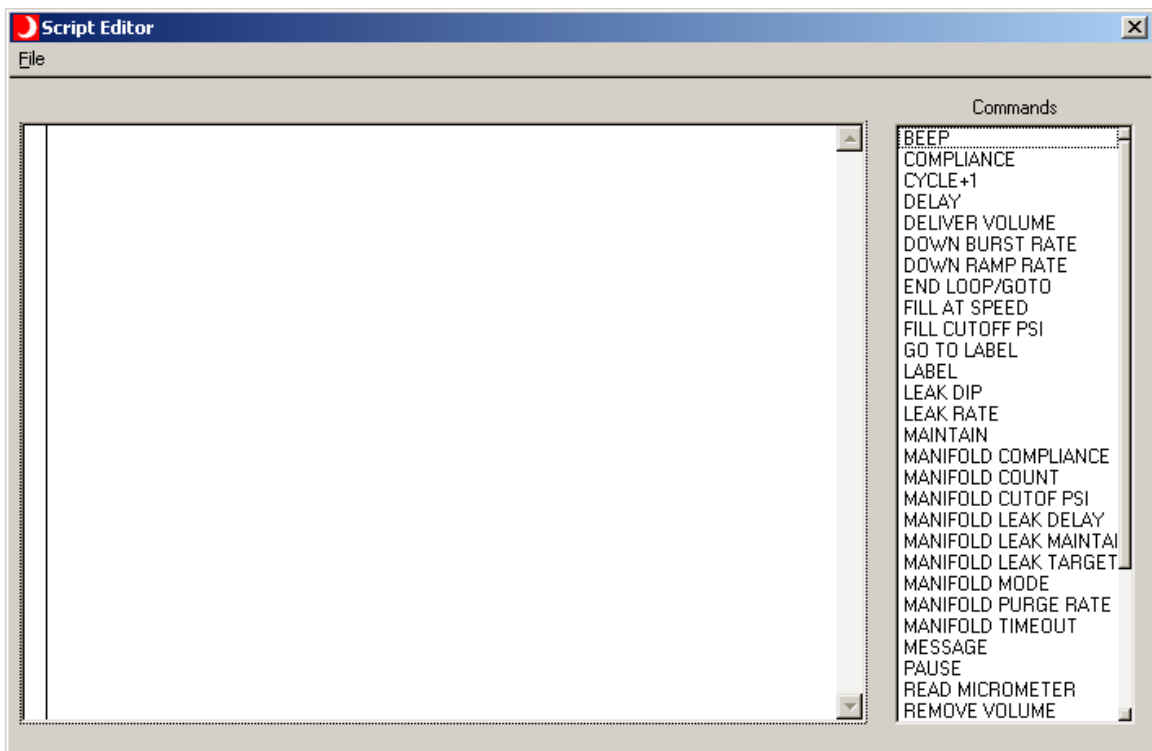 Script Editor
File
Commands
BEEP
COMPLIANCE
CYCLE+1
DELAY
DELIVER VOLUME
DOWN BURST RATE
DOWN RAMP RATE
END LOOP/GOTO
FILL AT SPEED
FILL CUTOFF PSI
GO TO LABEL
LABEL
LEAK DIP
LEAK RATE
MAINTAIN
MANIFOLD COMPLIANCE
MANIFOLD COUNT
MANIFOLD CUTOF PSI
MANIFOLD LEAK DELAY
MANIFOLD LEAK MAINTAI
MANIFOLD LEAK TARGET
MANIFOLD MODE
MANIFOLD PURGE RATE
MANIFOLD TIMEOUT
MESSAGE
PAUSE
READ MICROMETER
REMOVE VOLUME